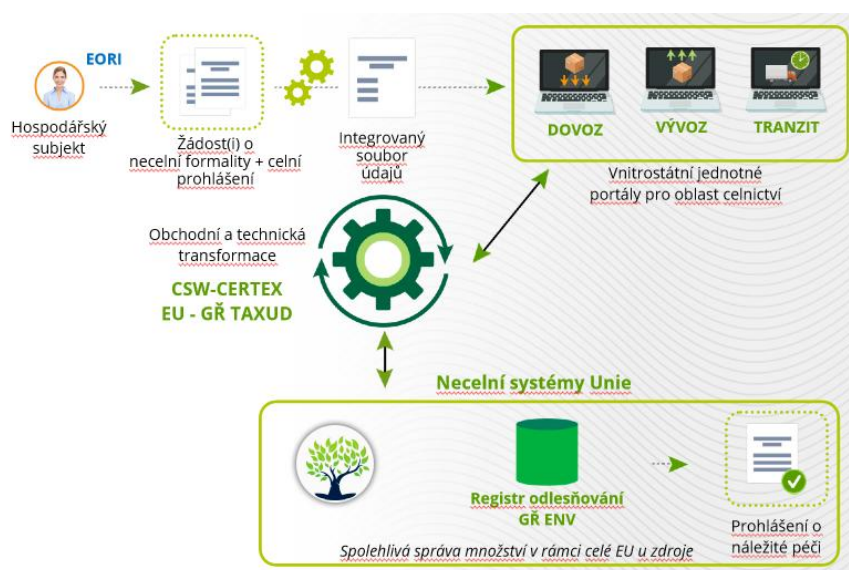 EORI
Hospodářský
subjekt
Žádost(i) o
necelní formality + celní
prohlášení
Integrovaný
soubor
údajů
DOVOZ
VÝVOZ
TRANZIT
Vnitrostátní jednotné
portály pro oblast celnictví
Obchodní a technická
transformace
CSW-CERTEX
EU - GŘ TAXUD
Necelní systémy Unie
Registr odlesňování
GŘ ENV
Prohlášení o
náležité péči
Spolehlivá správa množství v rámci celé EU u zdroje